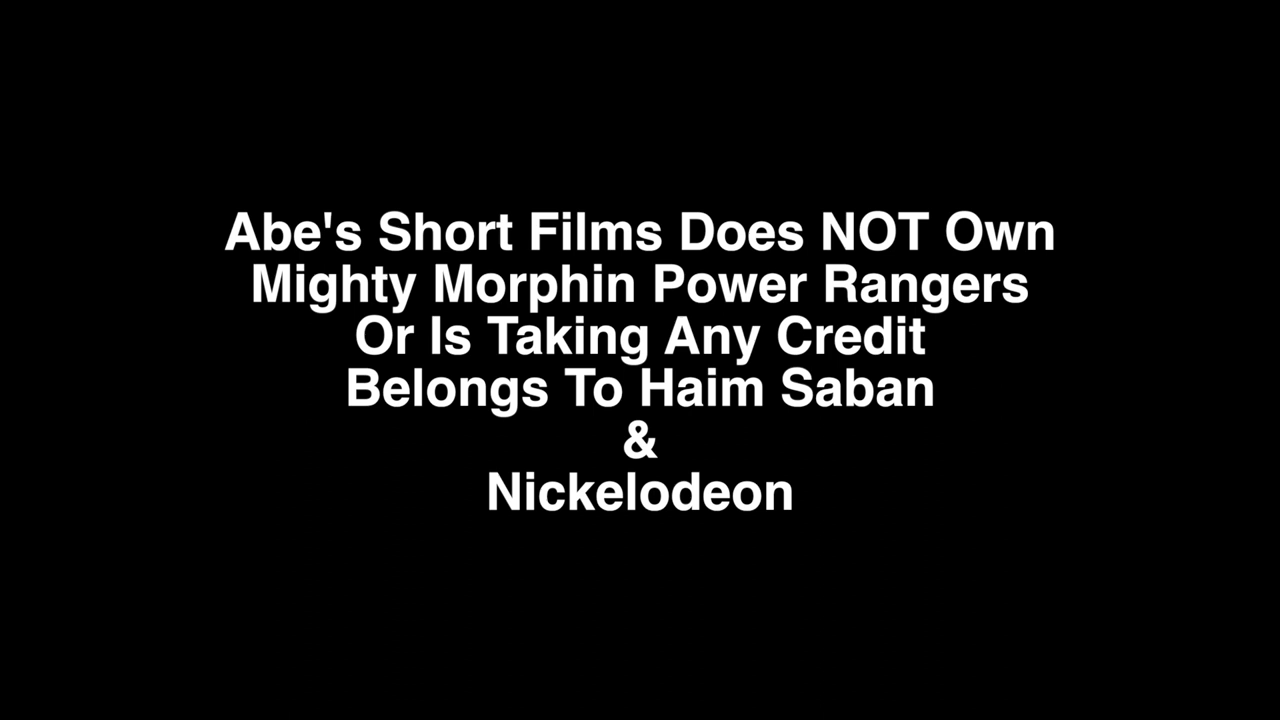 Abe's Short Films Does NOT Own
Mighty Morphin Power Rangers
Or Is Taking Any Credit
Belongs To Haim Saban
&
Nickelodeon